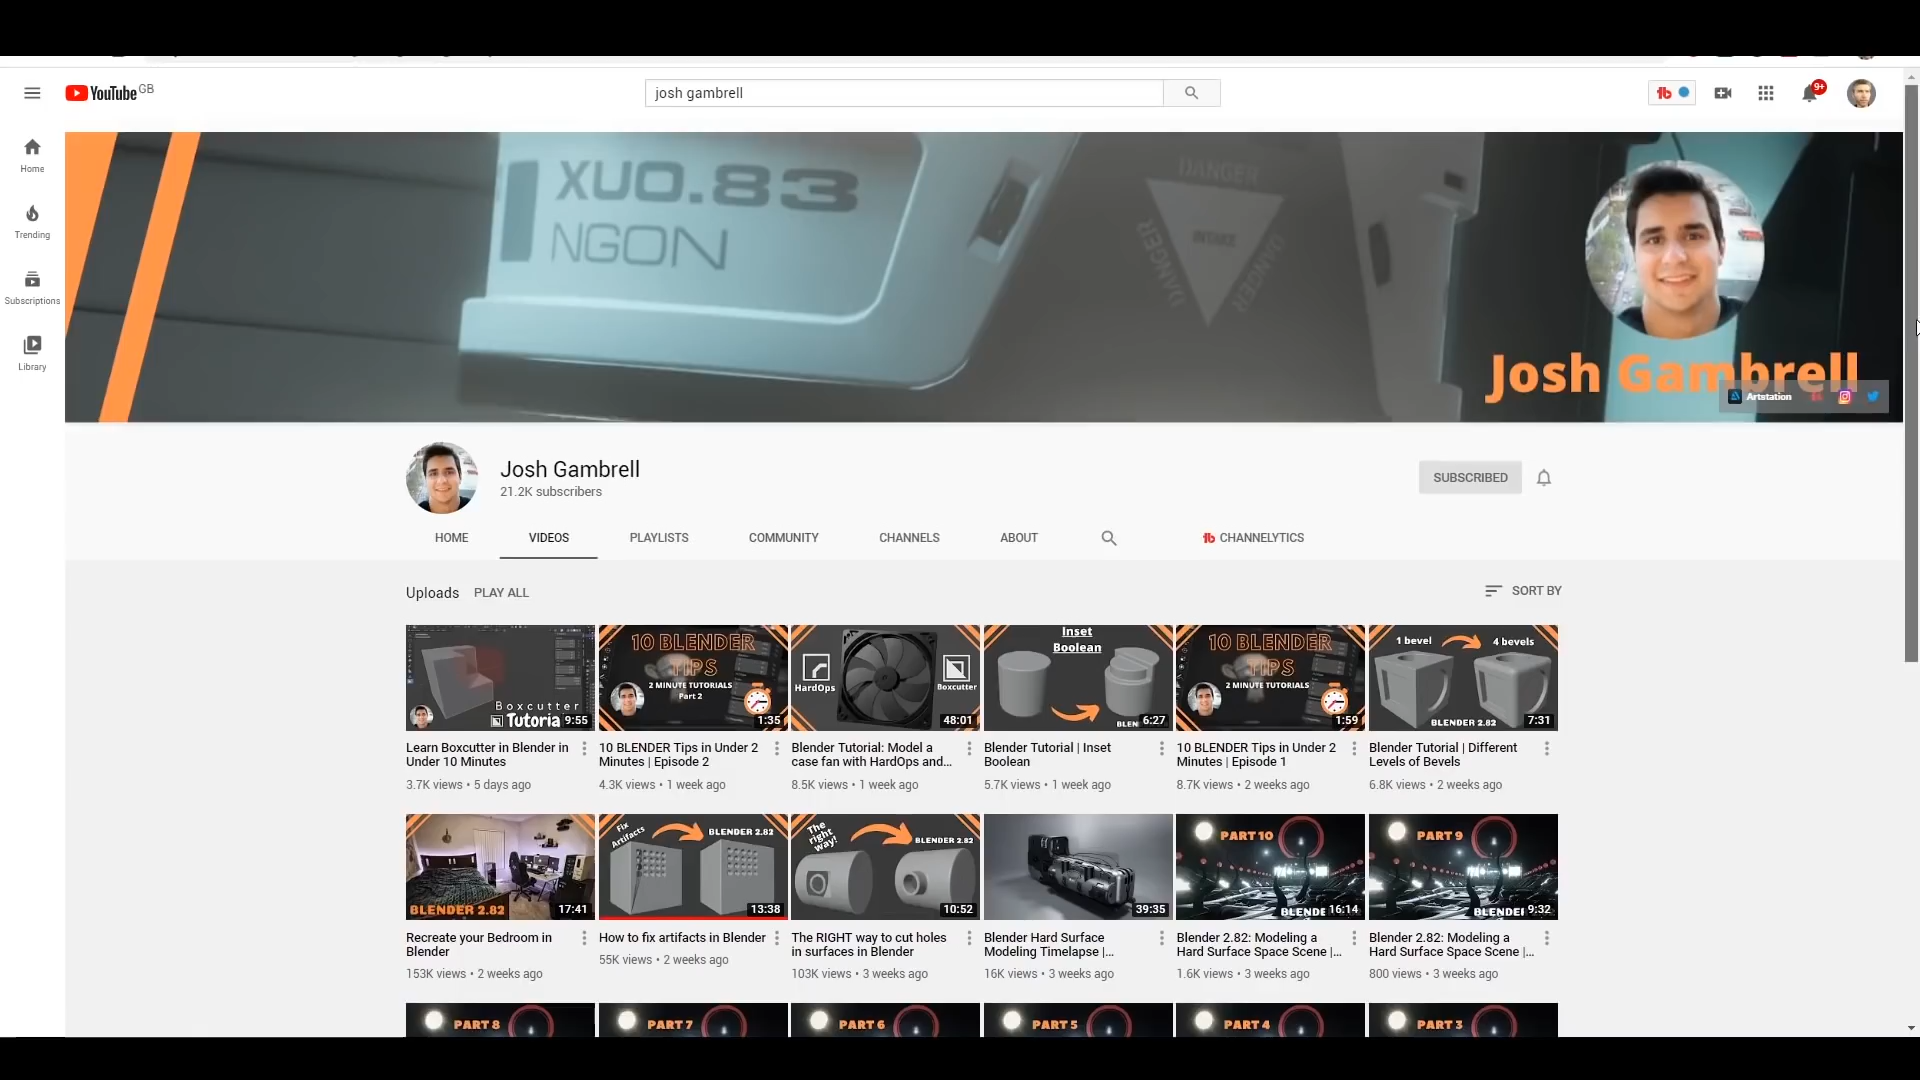 YouTube GB
josh gambrell
9+
Home
Trending
Subscriptions
Library
XUO.83
NGON
DANGER
INTAKE
DANGER
DANGER
Josh Gambrell
Artstation
Josh Gambrell
21.2K subscribers
SUBSCRIBED
HOME VIDEOS PLAYLISTS COMMUNITY CHANNELS ABOUT CHANNELYTICS
Uploads PLAY ALL
SORT BY
Boxcutter
Tutoria
9:55
10 BLENDER
TIPS
2 MINUTE TUTORIALS
Part 2
1:35
HardOps
Boxcutter
48:01
Inset
Boolean
BLEN
6:27
10 BLENDER
TIPS
2 MINUTE TUTORIALS
1:59
1 bevel
4 bevels
BLENDER 2.82
7:31
Learn Boxcutter in Blender in
Under 10 Minutes
3.7K views • 5 days ago
10 BLENDER Tips in Under 2
Minutes | Episode 2
4.3K views • 1 week ago
Blender Tutorial: Model a
case fan with HardOps and...
8.5K views • 1 week ago
Blender Tutorial | Inset
Boolean
5.7K views • 1 week ago
10 BLENDER Tips in Under 2
Minutes | Episode 1
8.7K views • 2 weeks ago
Blender Tutorial | Different
Levels of Bevels
6.8K views • 2 weeks ago
BLENDER 2.82
17:41
Fix
Artifacts
BLENDER 2.82
13:38
The
right
way!
BLENDER 2.82
10:52
39:35
PART 10
BLENDE
16:14
PART 9
BLENDEI
9:32
Recreate your Bedroom in
Blender
153K views • 2 weeks ago
How to fix artifacts in Blender
55K views • 2 weeks ago
The RIGHT way to cut holes
in surfaces in Blender
103K views • 3 weeks ago
Blender Hard Surface
Modeling Timelapse |...
16K views • 3 weeks ago
Blender 2.82: Modeling a
Hard Surface Space Scene |...
1.6K views • 3 weeks ago
Blender 2.82: Modeling a
Hard Surface Space Scene |...
800 views • 3 weeks ago
PART 8
PART 7
PART 6
PART 5
PART 4
PART 3